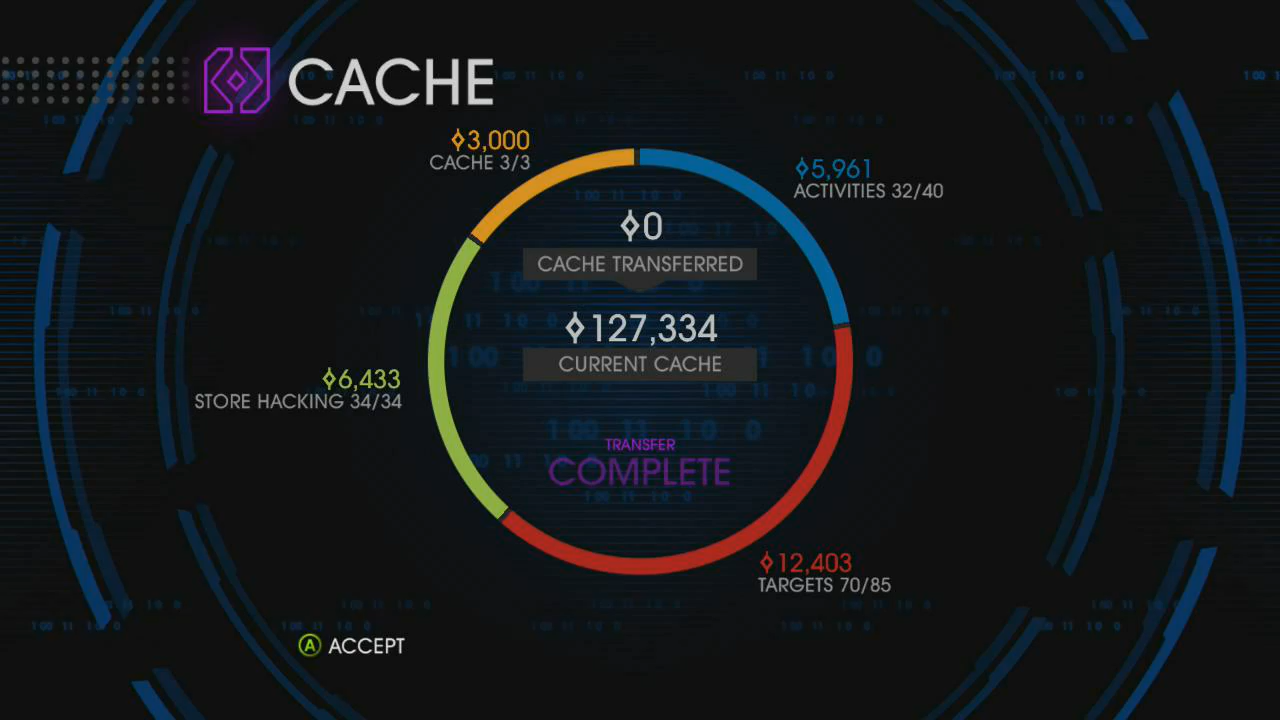 CACHE
3,000
CACHE 3/3
5,961
ACTIVITIES 32/40
0
CACHE TRANSFERRED
127,334
CURRENT CACHE
6,433
STORE HACKING 34/34
TRANSFER
COMPLETE
12,403
TARGETS 70/85
A ACCEPT